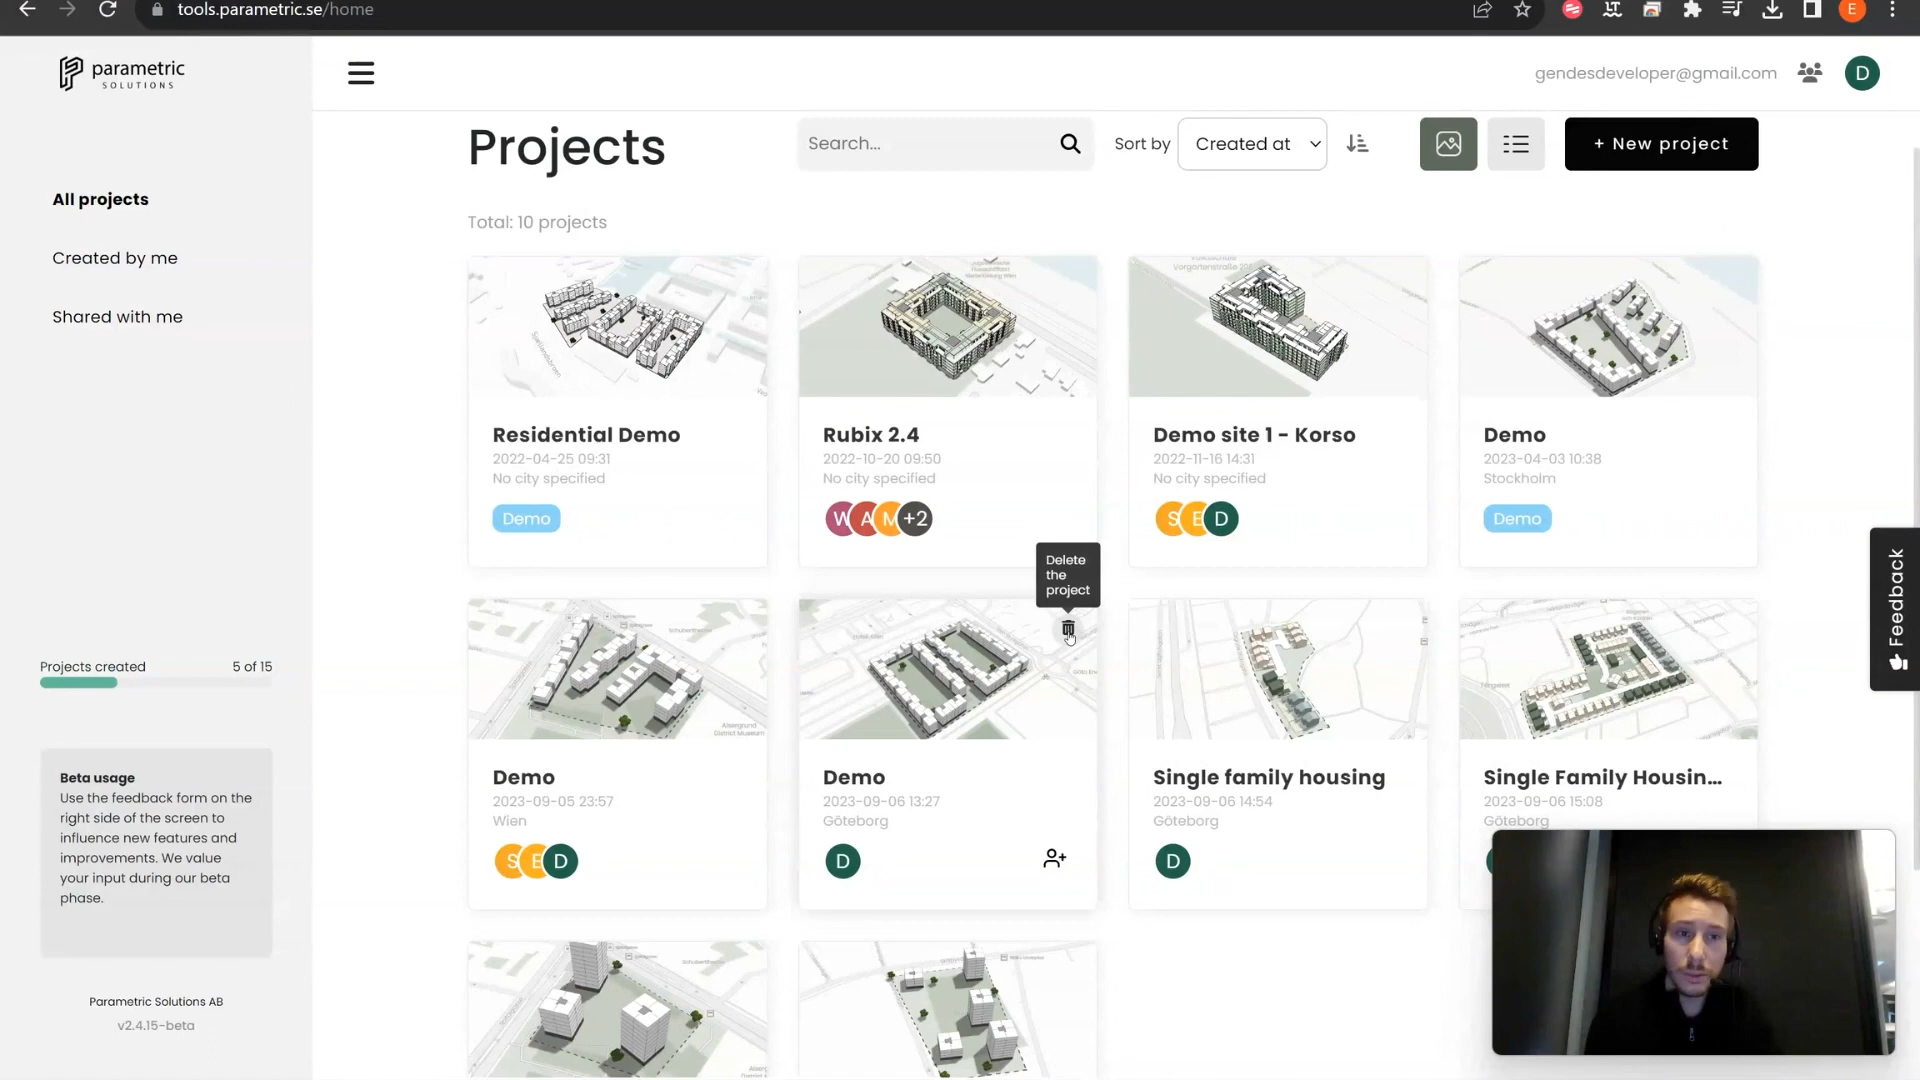 tools.parametric.se/home
E
parametric
SOLUTIONS
gendesdeveloper@gmail.com
D
Projects
Search...
Sort by
Created at
+ New project
All projects
Total: 10 projects
Created by me
Shared with me
Residential Demo
2022-04-25 09:31
No city specified
Demo
Rubix 2.4
2022-10-20 09:50
No city specified
W A M +2
Demo site 1 - Korso
2022-11-16 14:31
No city specified
S E D
Demo
2023-04-03 10:38
Stockholm
Demo
Delete
the
project
Feedback
Demo
2023-09-05 23:57
Wien
S E D
Demo
2023-09-06 13:27
Göteborg
D
Single family housing
2023-09-06 14:54
Göteborg
D
Single Family Housin...
2023-09-06 15:08
Göteborg
Projects created 5 of 15
Beta usage
Use the feedback form on the
right side of the screen to
influence new features and
improvements. We value
your input during our beta
phase.
Parametric Solutions AB
v2.4.15-beta